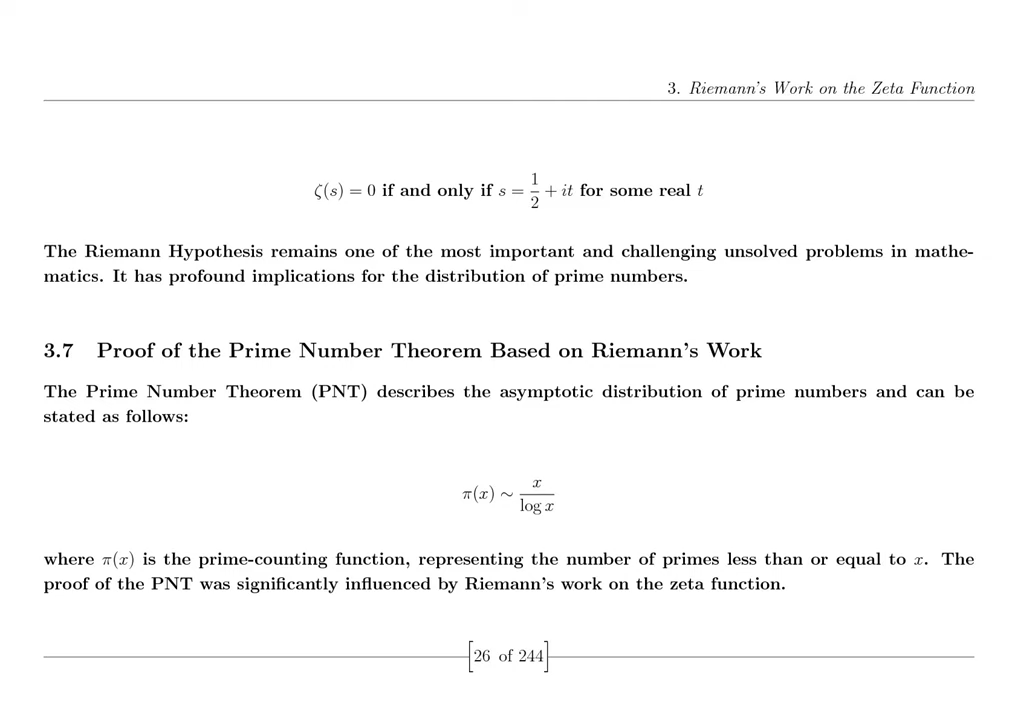 3. Riemann's Work on the Zeta Function
ζ(s) = 0 if and only if s = 1/2 + it for some real t
The Riemann Hypothesis remains one of the most important and challenging unsolved problems in mathe-
matics. It has profound implications for the distribution of prime numbers.
3.7 Proof of the Prime Number Theorem Based on Riemann's Work
The Prime Number Theorem (PNT) describes the asymptotic distribution of prime numbers and can be
stated as follows:
π(x) ∼ x/log x
where π(x) is the prime-counting function, representing the number of primes less than or equal to x. The
proof of the PNT was significantly influenced by Riemann's work on the zeta function.
[26 of 244]